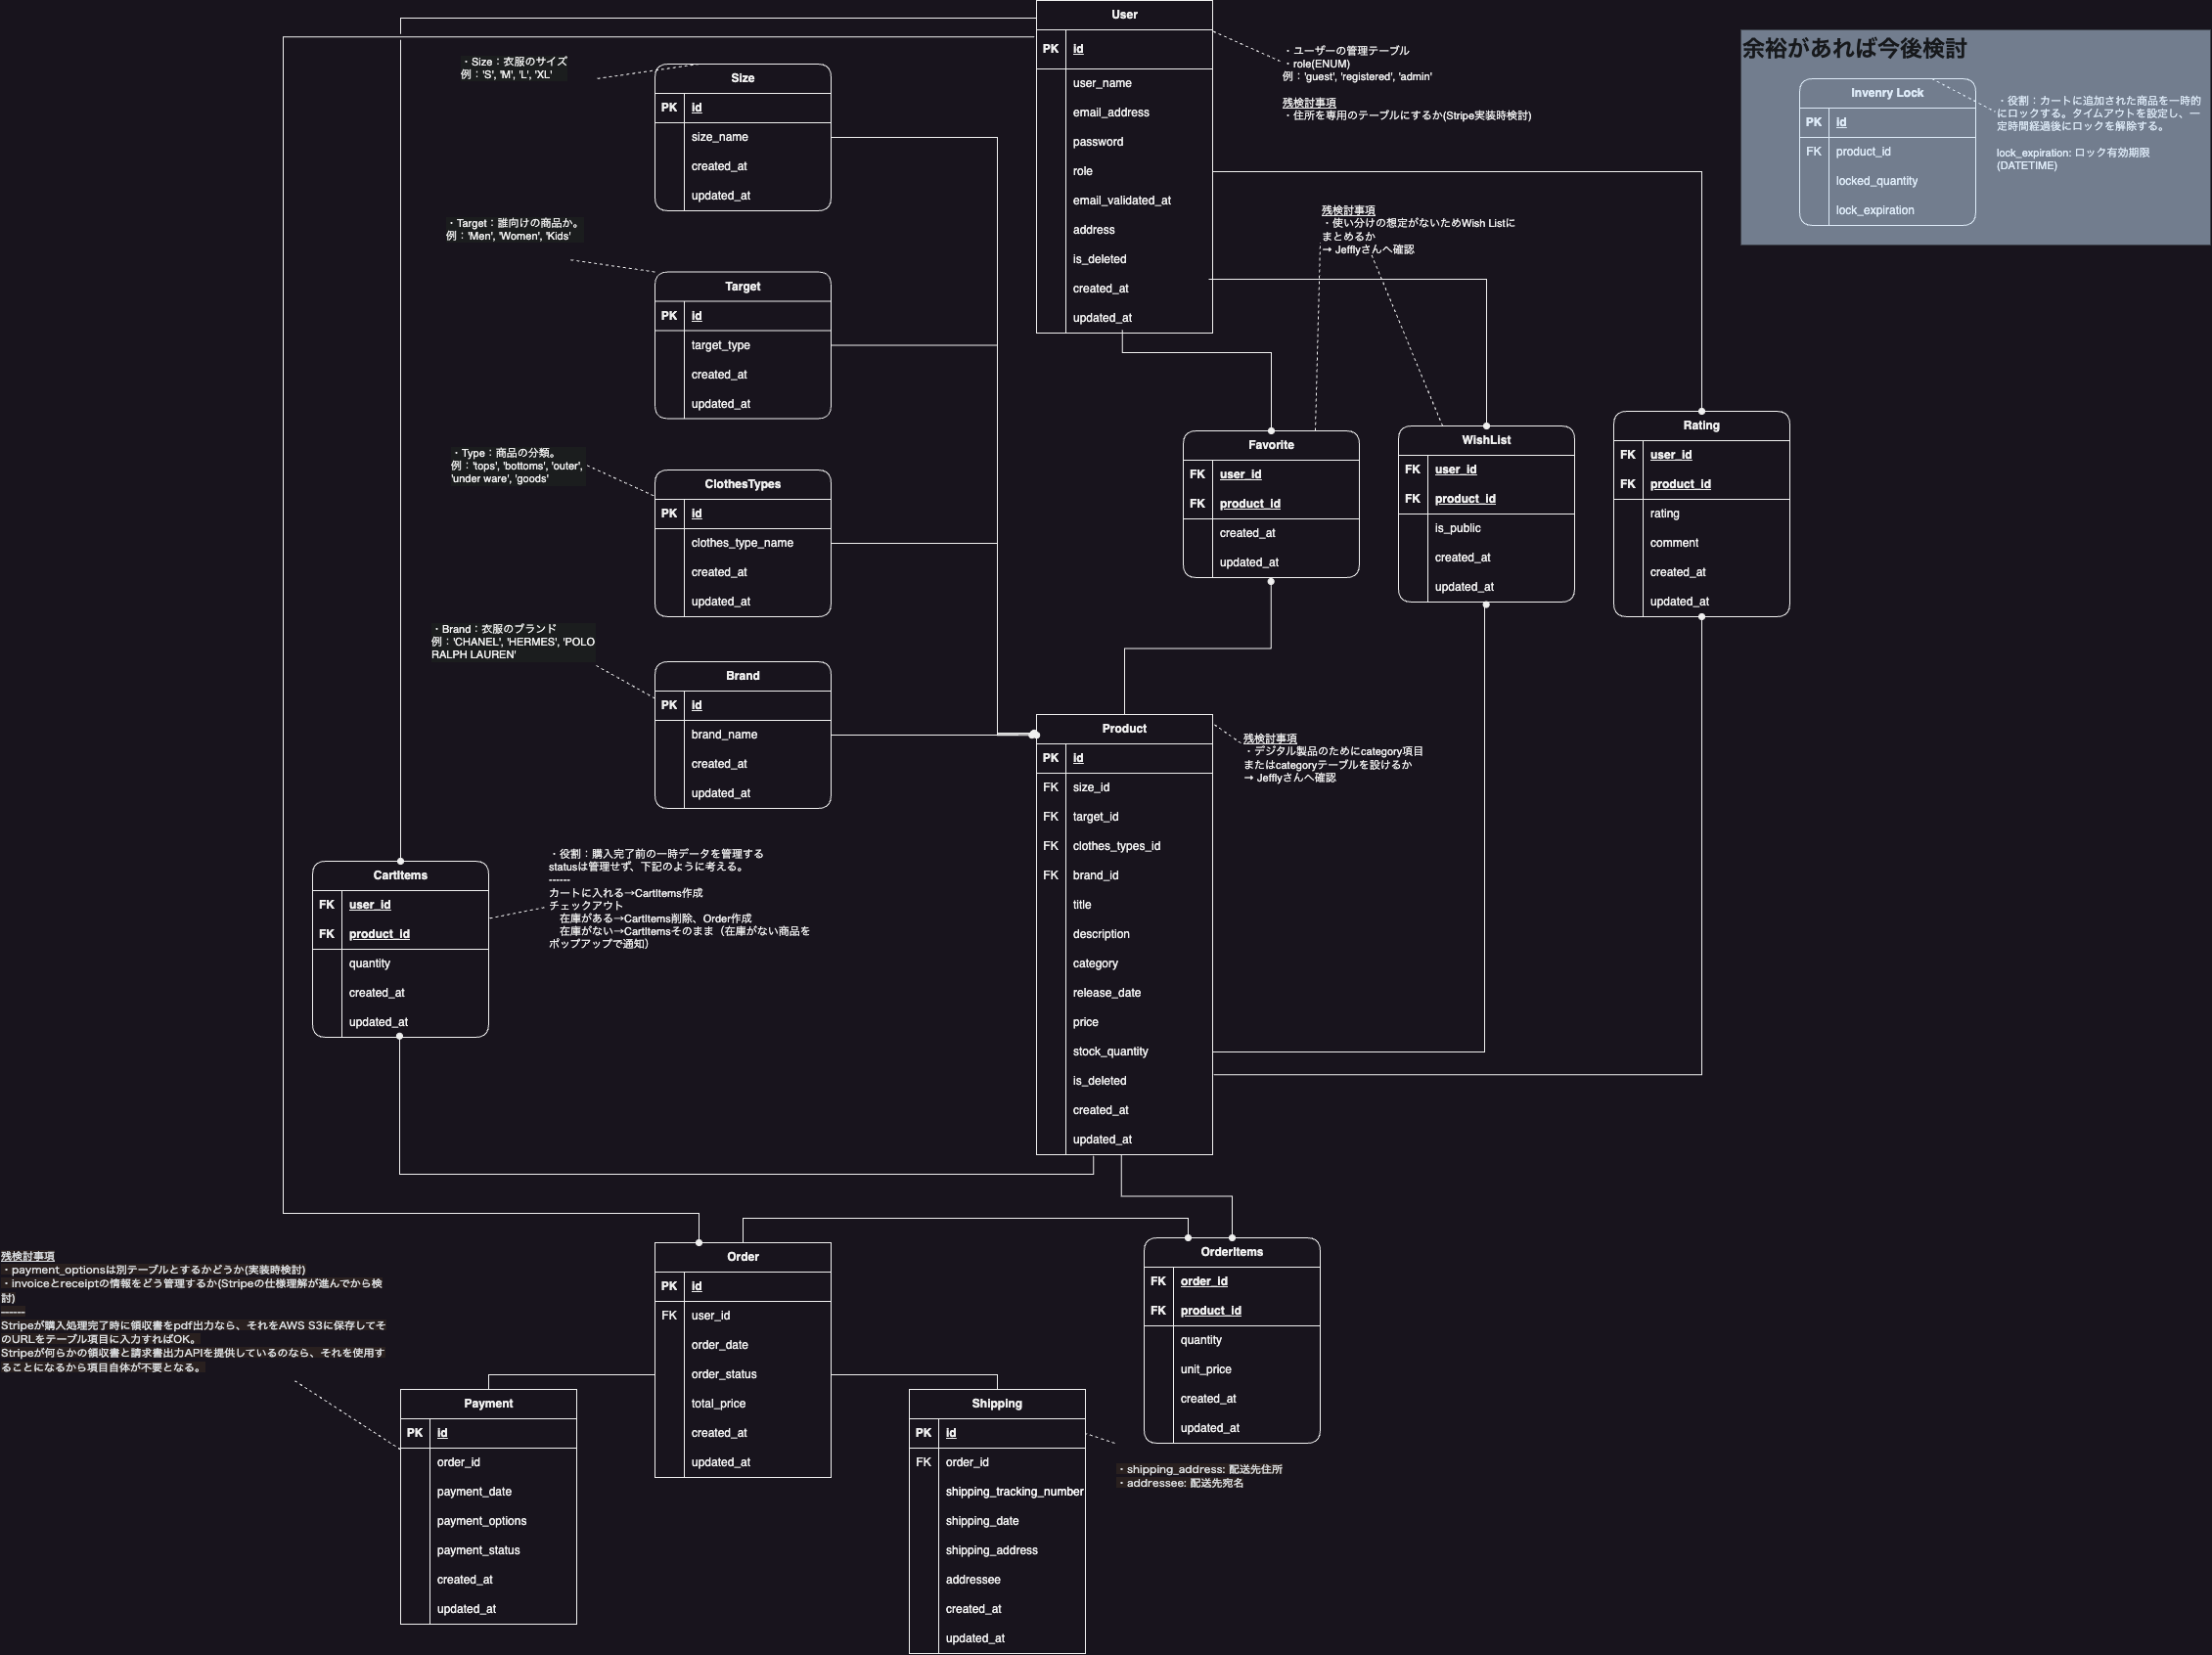 User
PK
id
user_name
email_address
password
role
email_validated_at
address
is_deleted
created_at
updated_at
・ユーザーの管理テーブル
・role(ENUM)
例：'guest', 'registered', 'admin'
残検討事項
・住所を専用のテーブルにするか(Stripe実装時検討)
余裕があれば今後検討
Invenry Lock
PK
id
FK
product_id
locked_quantity
lock_expiration
・役割：カートに追加された商品を一時的
にロックする。タイムアウトを設定し、一
定時間経過後にロックを解除する。
lock_expiration: ロック有効期限
(DATETIME)
・Size：衣服のサイズ
例：'S', 'M', 'L', 'XL'
Size
PK
id
size_name
created_at
updated_at
・Target：誰向けの商品か。
例：'Men', 'Women', 'Kids'
Target
PK
id
target_type
created_at
updated_at
残検討事項
・使い分けの想定がないためWish Listに
まとめるか
→ Jefflyさんへ確認
・Type：商品の分類。
例：'tops', 'bottoms', 'outer',
'under ware', 'goods'
ClothesTypes
PK
id
clothes_type_name
created_at
updated_at
Favorite
FK
user_id
FK
product_id
created_at
updated_at
WishList
FK
user_id
FK
product_id
is_public
created_at
updated_at
Rating
FK
user_id
FK
product_id
rating
comment
created_at
updated_at
・Brand：衣服のブランド
例：'CHANEL', 'HERMES', 'POLO
RALPH LAUREN'
Brand
PK
id
brand_name
created_at
updated_at
Product
PK
id
FK
size_id
FK
target_id
FK
clothes_types_id
FK
brand_id
title
description
category
release_date
price
stock_quantity
is_deleted
created_at
updated_at
残検討事項
・デジタル製品のためにcategory項目
またはcategoryテーブルを設けるか
→ Jefflyさんへ確認
CartItems
FK
user_id
FK
product_id
quantity
created_at
updated_at
・役割：購入完了前の一時データを管理する
statusは管理せず、下記のように考える。
------
カートに入れる→CartItems作成
チェックアウト
在庫がある→CartItems削除、Order作成
在庫がない→CartItemsそのまま（在庫がない商品を
ポップアップで通知）
残検討事項
・payment_optionsは別テーブルとするかどうか(実装時検討)
・invoiceとreceiptの情報をどう管理するか(Stripeの仕様理解が進んでから検
討)
------
Stripeが購入処理完了時に領収書をpdf出力なら、それをAWS S3に保存してそ
のURLをテーブル項目に入力すればOK。
Stripeが何らかの領収書と請求書出力APIを提供しているのなら、それを使用す
ることになるから項目自体が不要となる。
Order
PK
id
FK
user_id
order_date
order_status
total_price
created_at
updated_at
OrderItems
FK
order_id
FK
product_id
quantity
unit_price
created_at
updated_at
Payment
PK
id
order_id
payment_date
payment_options
payment_status
created_at
updated_at
Shipping
PK
id
FK
order_id
shipping_tracking_number
shipping_date
shipping_address
addressee
created_at
updated_at
・shipping_address: 配送先住所
・addressee: 配送先宛名